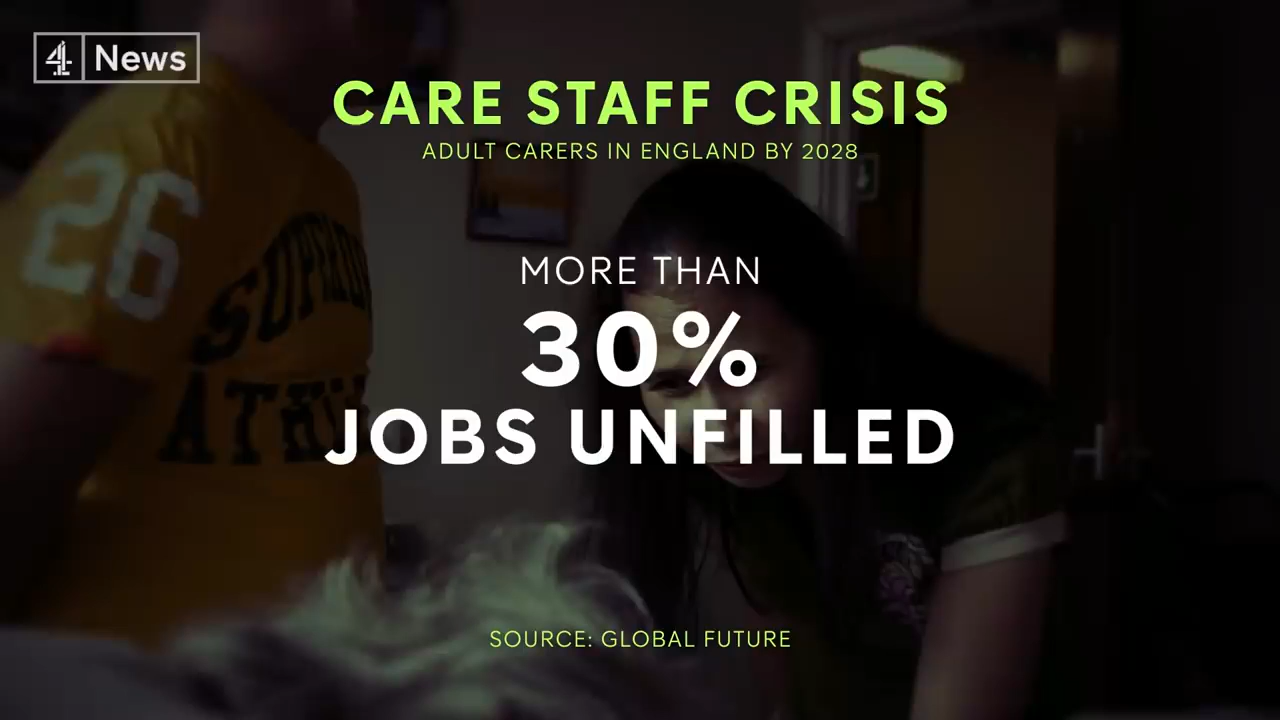 4 News
CARE STAFF CRISIS
ADULT CARERS IN ENGLAND BY 2028
26
MORE THAN
30%
JOBS UNFILLED
SOURCE: GLOBAL FUTURE